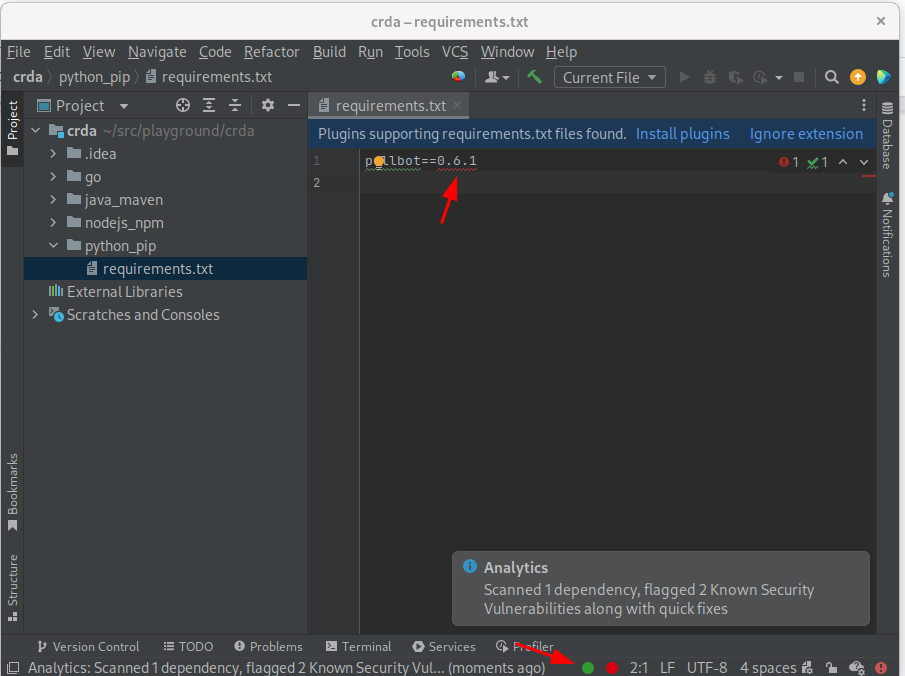 crda – requirements.txt
File Edit View Navigate Code Refactor Build Run Tools VCS Window Help
crda python_pip requirements.txt Current File
Project
Project
crda ~/src/playground/crda
.idea
go
java_maven
nodejs_npm
python_pip
requirements.txt
External Libraries
Scratches and Consoles
Bookmarks
Structure
requirements.txt
Plugins supporting requirements.txt files found. Install plugins Ignore extension
1 ==0.6.1 1 1
2
Database
Notifications
Analytics
Scanned 1 dependency, flagged 2 Known Security
Vulnerabilities along with quick fixes
Version Control TODO Problems Terminal Services Profiler
Analytics: Scanned 1 dependency, flagged 2 Known Security Vul... (moments ago) 2:1 LF UTF-8 4 spaces